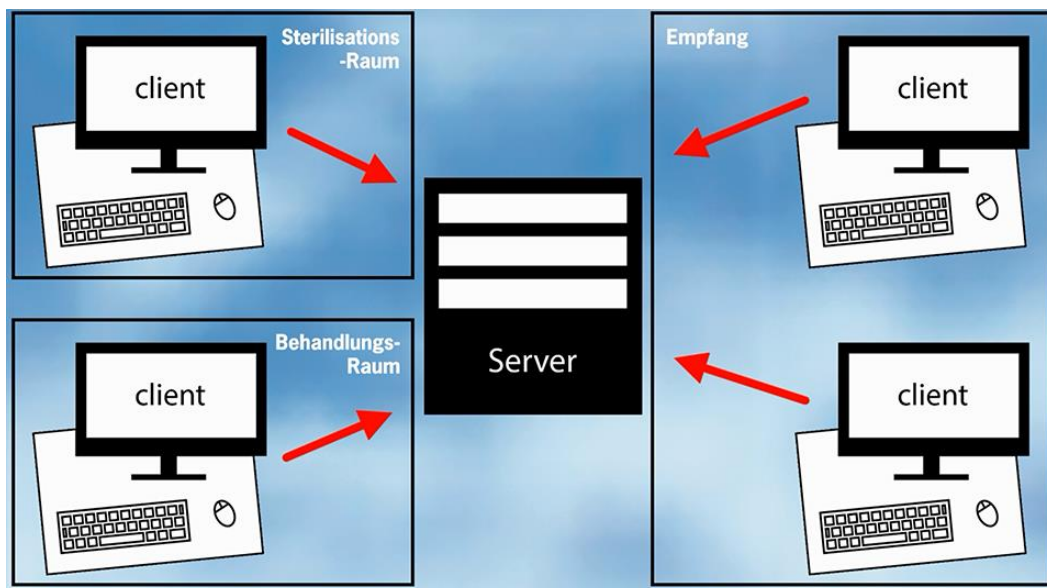 Sterilisations
-Raum
client
Empfang
client
Server
Behandlungs-
Raum
client
client